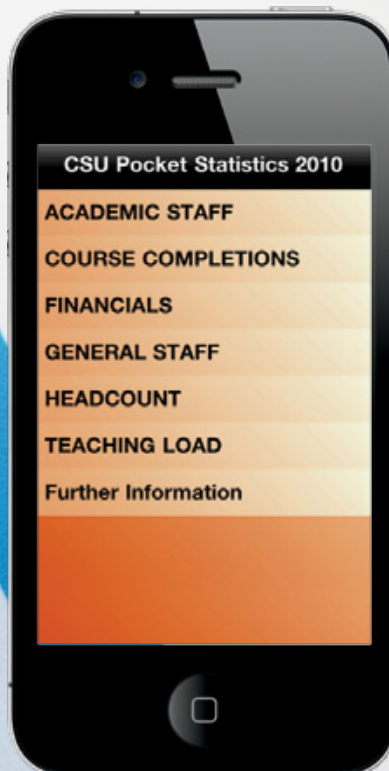 CSU Pocket Statistics 2010
ACADEMIC STAFF
COURSE COMPLETIONS
FINANCIALS
GENERAL STAFF
HEADCOUNT
TEACHING LOAD
Further Information